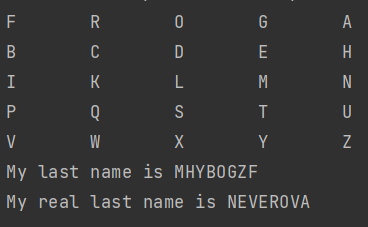 F R O G A
B C D E H
I K L M N
P Q S T U
V W X Y Z
My last name is MHYBOGZF
My real last name is NEVEROVA